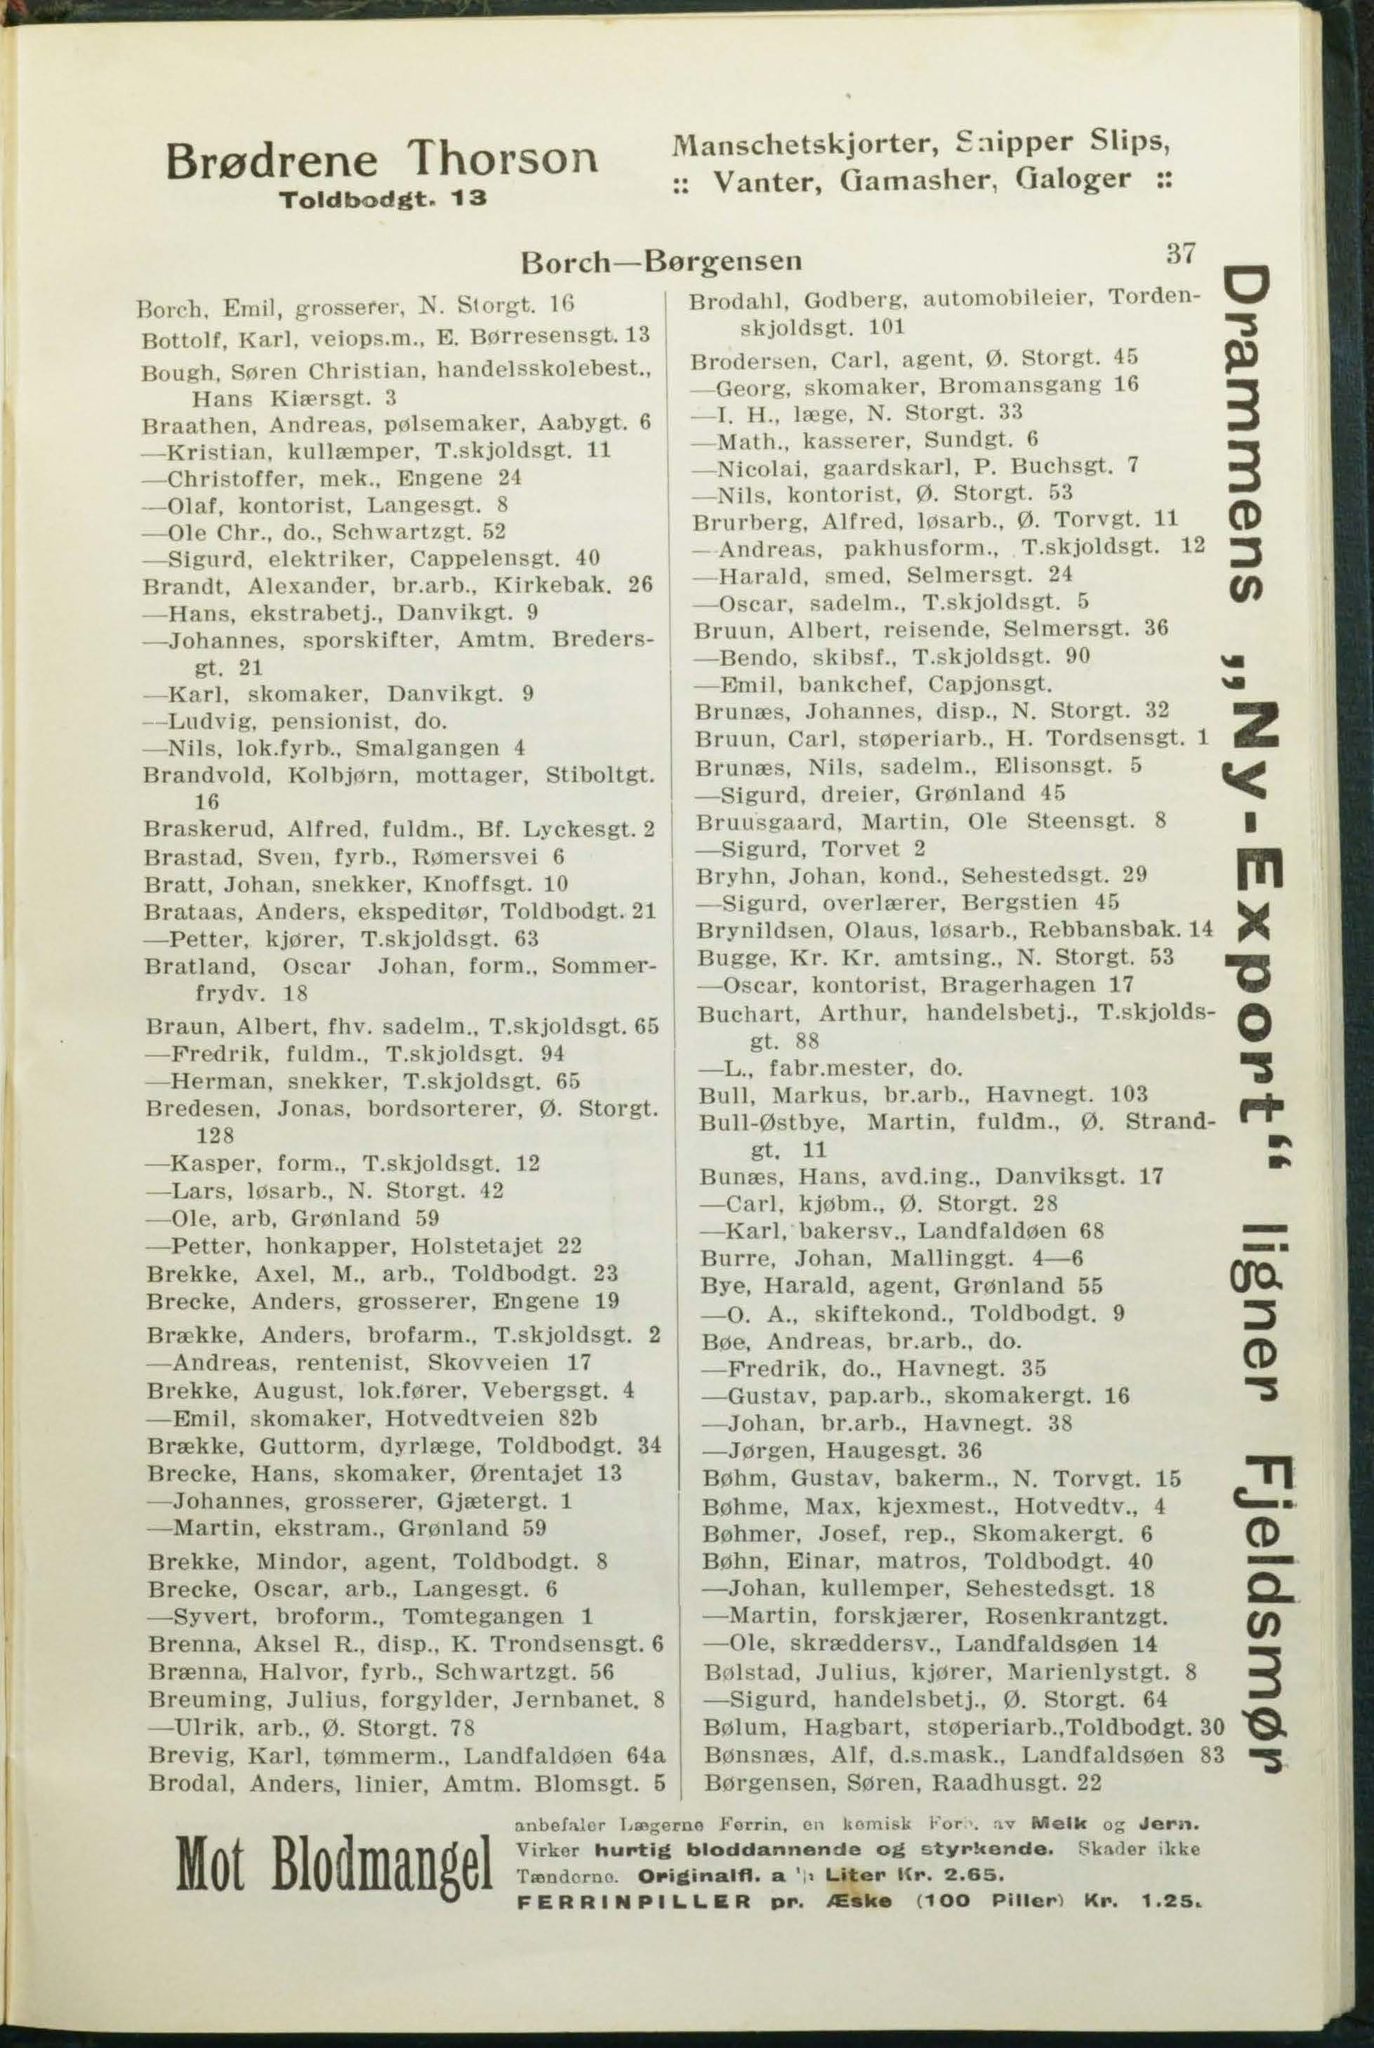 Brødrene Thorson
Toldbodgt. 13
Manschetskjorter, Snipper Slips,
:: Vanter, Gamasher, Galoger ::
Borch—Børgensen
37
Borch, Emil, grosserer, N. Storgt. 16
Bottolf, Karl, veiops.m., E. Børresensgt. 13
Bough, Søren Christian, handelsskolebest.,
Hans Kiærsgt. 3
Braathen, Andreas, pølsemaker, Aabygt. 6
—Kristian, kullæmper, T.skjoldsgt. 11
—Christoffer, mek., Engene 24
—Olaf, kontorist, Langesgt. 8
—Ole Chr., do., Schwartzgt. 52
—Sigurd, elektriker, Cappelensgt. 40
Brandt, Alexander, br.arb., Kirkebak. 26
—Hans, ekstrabetj., Danvikgt. 9
—Johannes, sporskifter, Amtm. Breders-
gt. 21
—Karl, skomaker, Danvikgt. 9
—Ludvig, pensionist, do.
—Nils, lok.fyrb., Smalgangen 4
Brandvold, Kolbjørn, mottager, Stiboltgt.
16
Braskerud, Alfred, fuldm., Bf. Lyckesgt. 2
Brastad, Sven, fyrb., Rømersvei 6
Bratt, Johan, snekker, Knoffsgt. 10
Brataas, Anders, ekspeditør, Toldbodgt. 21
—Petter, kjører, T.skjoldsgt. 63
Bratland, Oscar Johan, form., Sommer-
frydv. 18
Braun, Albert, fhv. sadelm., T.skjoldsgt. 65
—Fredrik, fuldm., T.skjoldsgt. 94
—Herman, snekker, T.skjoldsgt. 65
Bredesen, Jonas, bordsorterer, Ø. Storgt.
128
—Kasper, form., T.skjoldsgt. 12
—Lars, løsarb., N. Storgt. 42
—Ole, arb, Grønland 59
—Petter, honkapper, Holstetajet 22
Brekke, Axel, M., arb., Toldbodgt. 23
Brecke, Anders, grosserer, Engene 19
Brække, Anders, brofarm., T.skjoldsgt. 2
—Andreas, rentenist, Skovveien 17
Brekke, August, lok.fører, Vebergsgt. 4
—Emil, skomaker, Hotvedtveien 82b
Brække, Guttorm, dyrlæge, Toldbodgt. 34
Brecke, Hans, skomaker, Ørentajet 13
—Johannes, grosserer, Gjætergt. 1
—Martin, ekstram., Grønland 59
Brekke, Mindor, agent, Toldbodgt. 8
Brecke, Oscar, arb., Langesgt. 6
—Syvert, broform., Tomtegangen 1
Brenna, Aksel R., disp., K. Trondsensgt. 6
Brænna, Halvor, fyrb., Schwartzgt. 56
Breuming, Julius, forgylder, Jernbanet. 8
—Ulrik, arb., Ø. Storgt. 78
Brevig, Karl, tømmerm., Landfaldøen 64a
Brodal, Anders, linier, Amtm. Blomsgt. 5
Brodahl, Godberg, automobileier, Torden-
skjoldsgt. 101
Brodersen, Carl, agent, Ø. Storgt. 45
—Georg, skomaker, Bromansgang 16
—I. H., læge, N. Storgt. 33
—Math., kasserer, Sundgt. 6
—Nicolai, gaardskarl, P. Buchsgt. 7
—Nils, kontorist, Ø. Storgt. 53
Brurberg, Alfred, løsarb., Ø. Torvgt. 11
—Andreas, pakhusform., T.skjoldsgt. 12
—Harald, smed, Selmersgt. 24
—Oscar, sadelm., T.skjoldsgt. 5
Bruun, Albert, reisende, Selmersgt. 36
—Bendo, skibsf., T.skjoldsgt. 90
—Emil, bankchef, Capjonsgt.
Brunæs, Johannes, disp., N. Storgt. 32
Bruun, Carl, støperiarb., H. Tordsensgt. 1
Brunæs, Nils, sadelm., Elisonsgt. 5
—Sigurd, dreier, Grønland 45
Bruusgaard, Martin, Ole Steensgt. 8
—Sigurd, Torvet 2
Bryhn, Johan, kond., Sehestedsgt. 29
—Sigurd, overlærer, Bergstien 45
Brynildsen, Olaus, løsarb., Rebbansbak. 14
Bugge, Kr. Kr. amtsing., N. Storgt. 53
—Oscar, kontorist, Bragerhagen 17
Buchart, Arthur, handelsbetj., T.skjolds-
gt. 88
—L., fabr.mester, do.
Bull, Markus, br.arb., Havnegt. 103
Bull-Østbye, Martin, fuldm., Ø. Strand-
gt. 11
Bunæs, Hans, avd.ing., Danviksgt. 17
—Carl, kjøbm., Ø. Storgt. 28
—Karl, bakersv., Landfaldøen 68
Burre, Johan, Mallinggt. 4—6
Bye, Harald, agent, Grønland 55
—O. A., skiftekond., Toldbodgt. 9
Bøe, Andreas, br.arb., do.
—Fredrik, do., Havnegt. 35
—Gustav, pap.arb., skomakergt. 16
—Johan, br.arb., Havnegt. 38
—Jørgen, Haugesgt. 36
Bøhm, Gustav, bakerm., N. Torvgt. 15
Bøhme, Max, kjexmest., Hotvedtv., 4
Bøhmer, Josef, rep., Skomakergt. 6
Bøhn, Einar, matros, Toldbodgt. 40
—Johan, kullemper, Sehestedsgt. 18
—Martin, forskjærer, Rosenkrantzgt.
—Ole, skræddersv., Landfaldsøen 14
Bølstad, Julius, kjører, Marienlystgt. 8
—Sigurd, handelsbetj., Ø. Storgt. 64
Bølum, Hagbart, støperiarb.,Toldbodgt. 30
Bønsnæs, Alf, d.s.mask., Landfaldsøen 83
Børgensen, Søren, Raadhusgt. 22
Drammens „Ny-Export“ ligner Fjeldsmør
Mot Blodmangel
anbefaler Lægerne Ferrin, en kemisk Forb. av Melk og Jern.
Virker hurtig bloddannende og styrkende. Skader ikke
Tænderne. Originalfl. a Liter Kr. 2.65.
FERRINPILLER pr. Æske (100 Piller) Kr. 1.25.